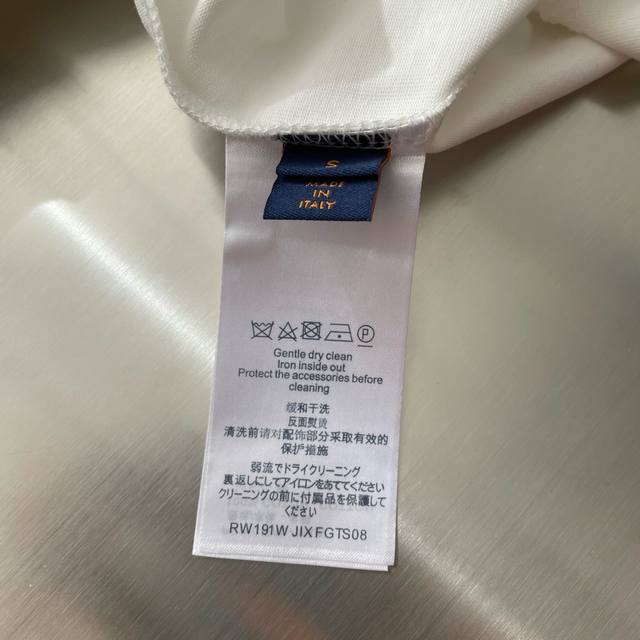 S
MADE
IN
ITALY
P
Gentle dry clean
Iron inside out
Protect the accessories before
cleaning
缓和干洗
反面熨烫
清洗前请对配饰部分采取有效的
保护措施
弱流でドライクリーニング
裏返しにしてアイロンをあててください
クリーニングの前に付属品を保護して
ください
RW191W JIX FGTS08